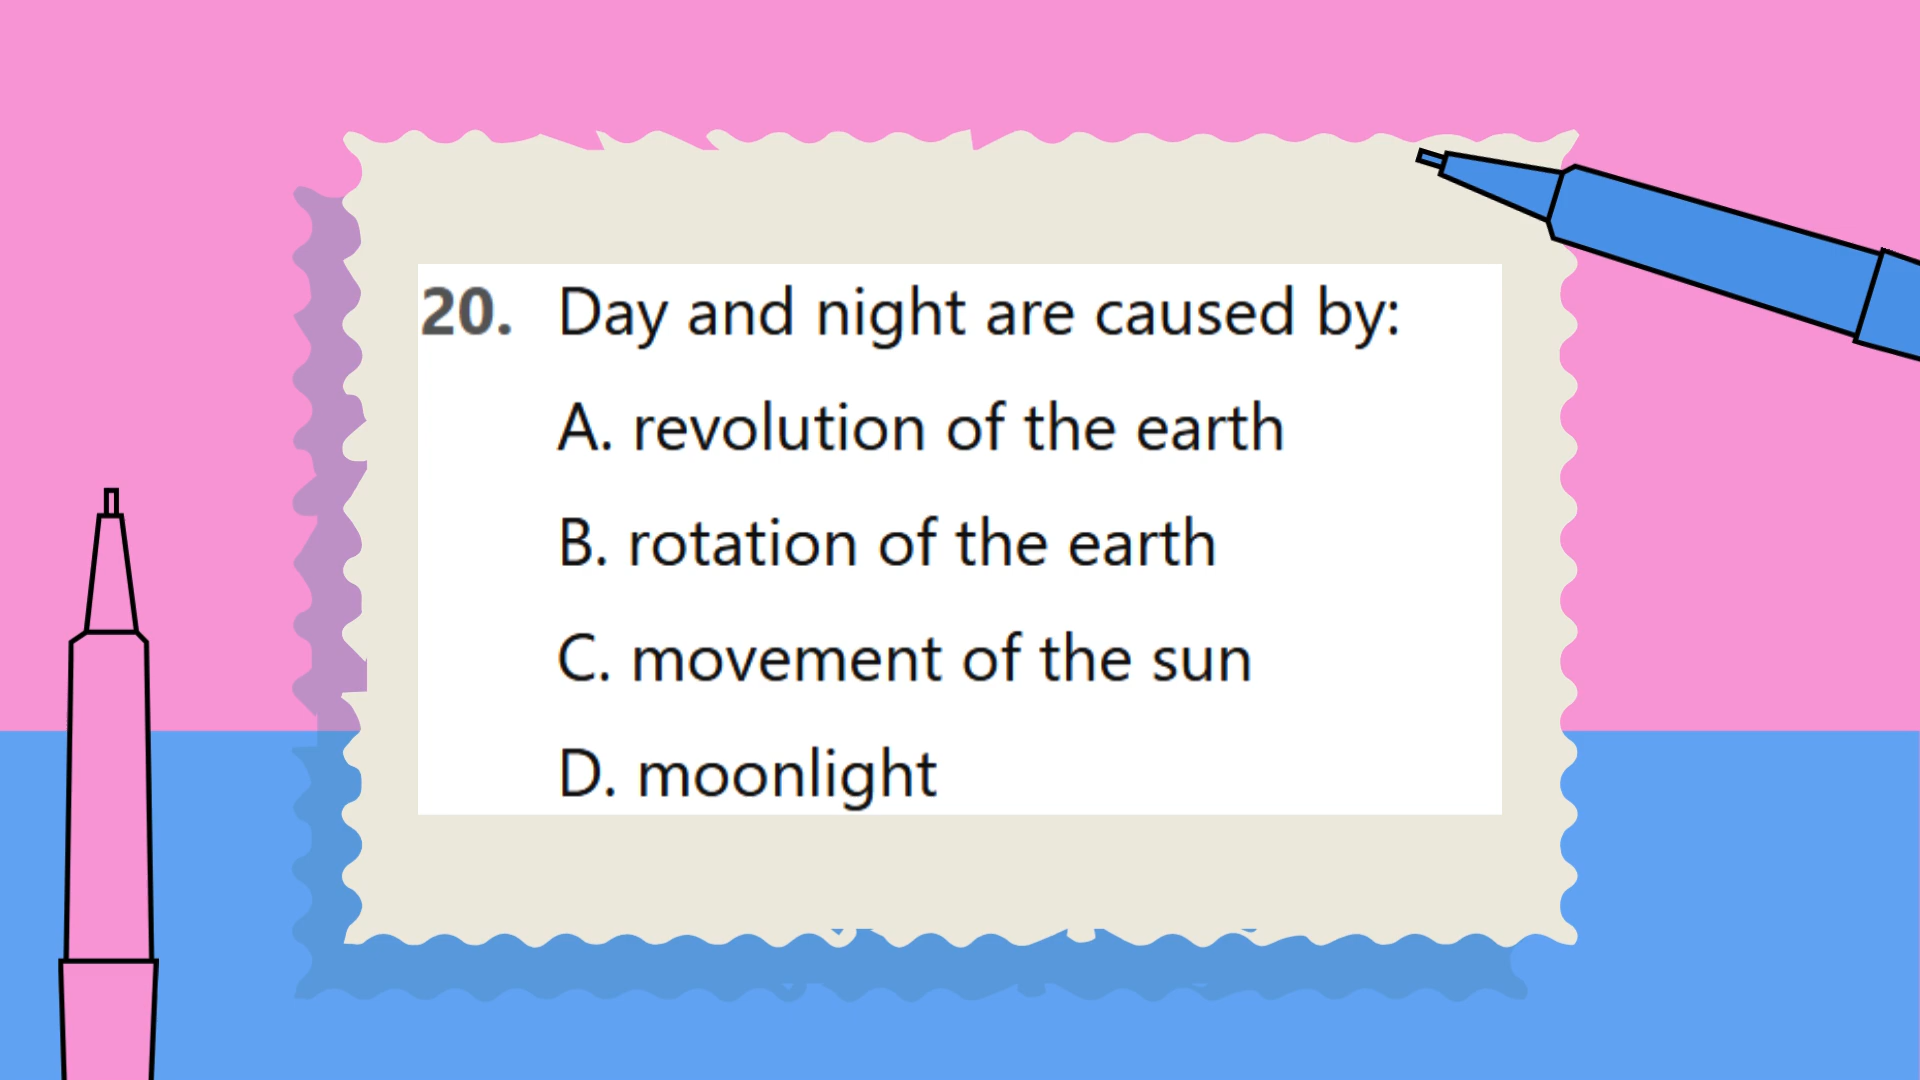 20. Day and night are caused by:
A. revolution of the earth
B. rotation of the earth
C. movement of the sun
D. moonlight